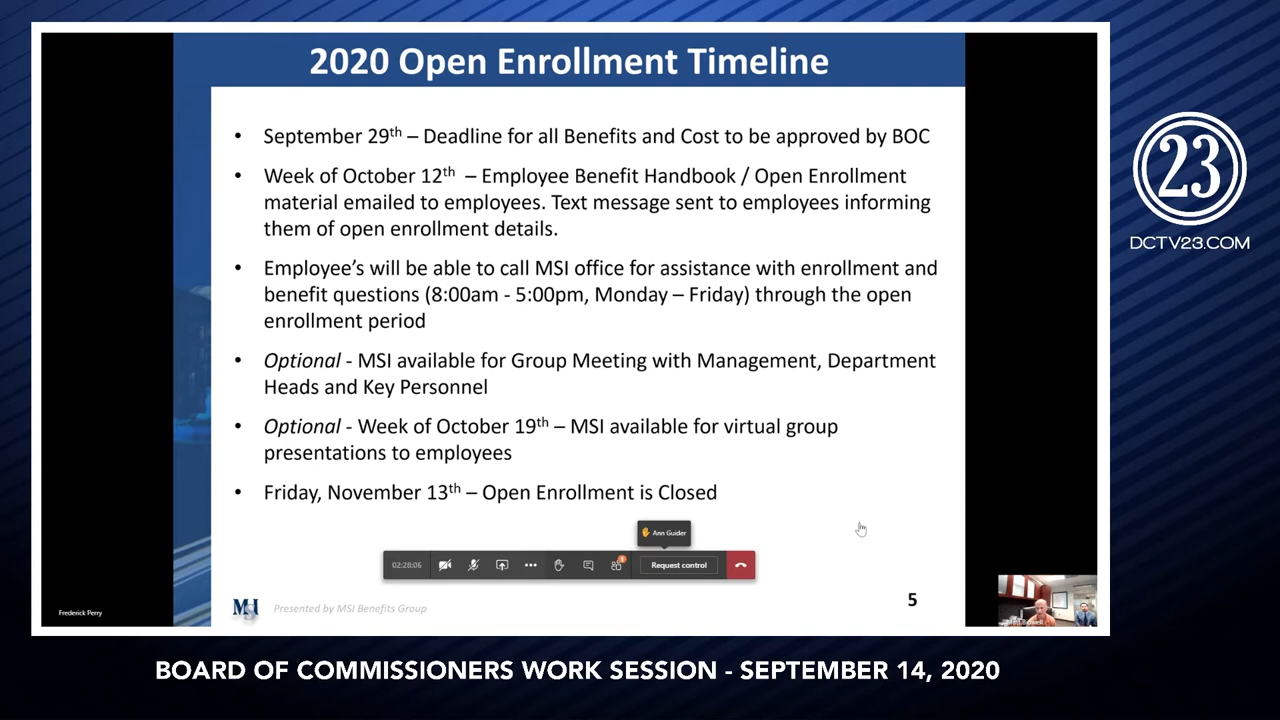 2020 Open Enrollment Timeline
• September 29th – Deadline for all Benefits and Cost to be approved by BOC
• Week of October 12th – Employee Benefit Handbook / Open Enrollment
material emailed to employees. Text message sent to employees informing
them of open enrollment details.
• Employee’s will be able to call MSI office for assistance with enrollment and
benefit questions (8:00am - 5:00pm, Monday – Friday) through the open
enrollment period
• Optional - MSI available for Group Meeting with Management, Department
Heads and Key Personnel
• Optional - Week of October 19th – MSI available for virtual group
presentations to employees
• Friday, November 13th – Open Enrollment is Closed
Ann Guider
02:28:06
Request control
MSI
Presented by MSI Benefits Group
5
Frederick Perry
23
DCTV23.COM
BOARD OF COMMISSIONERS WORK SESSION - SEPTEMBER 14, 2020